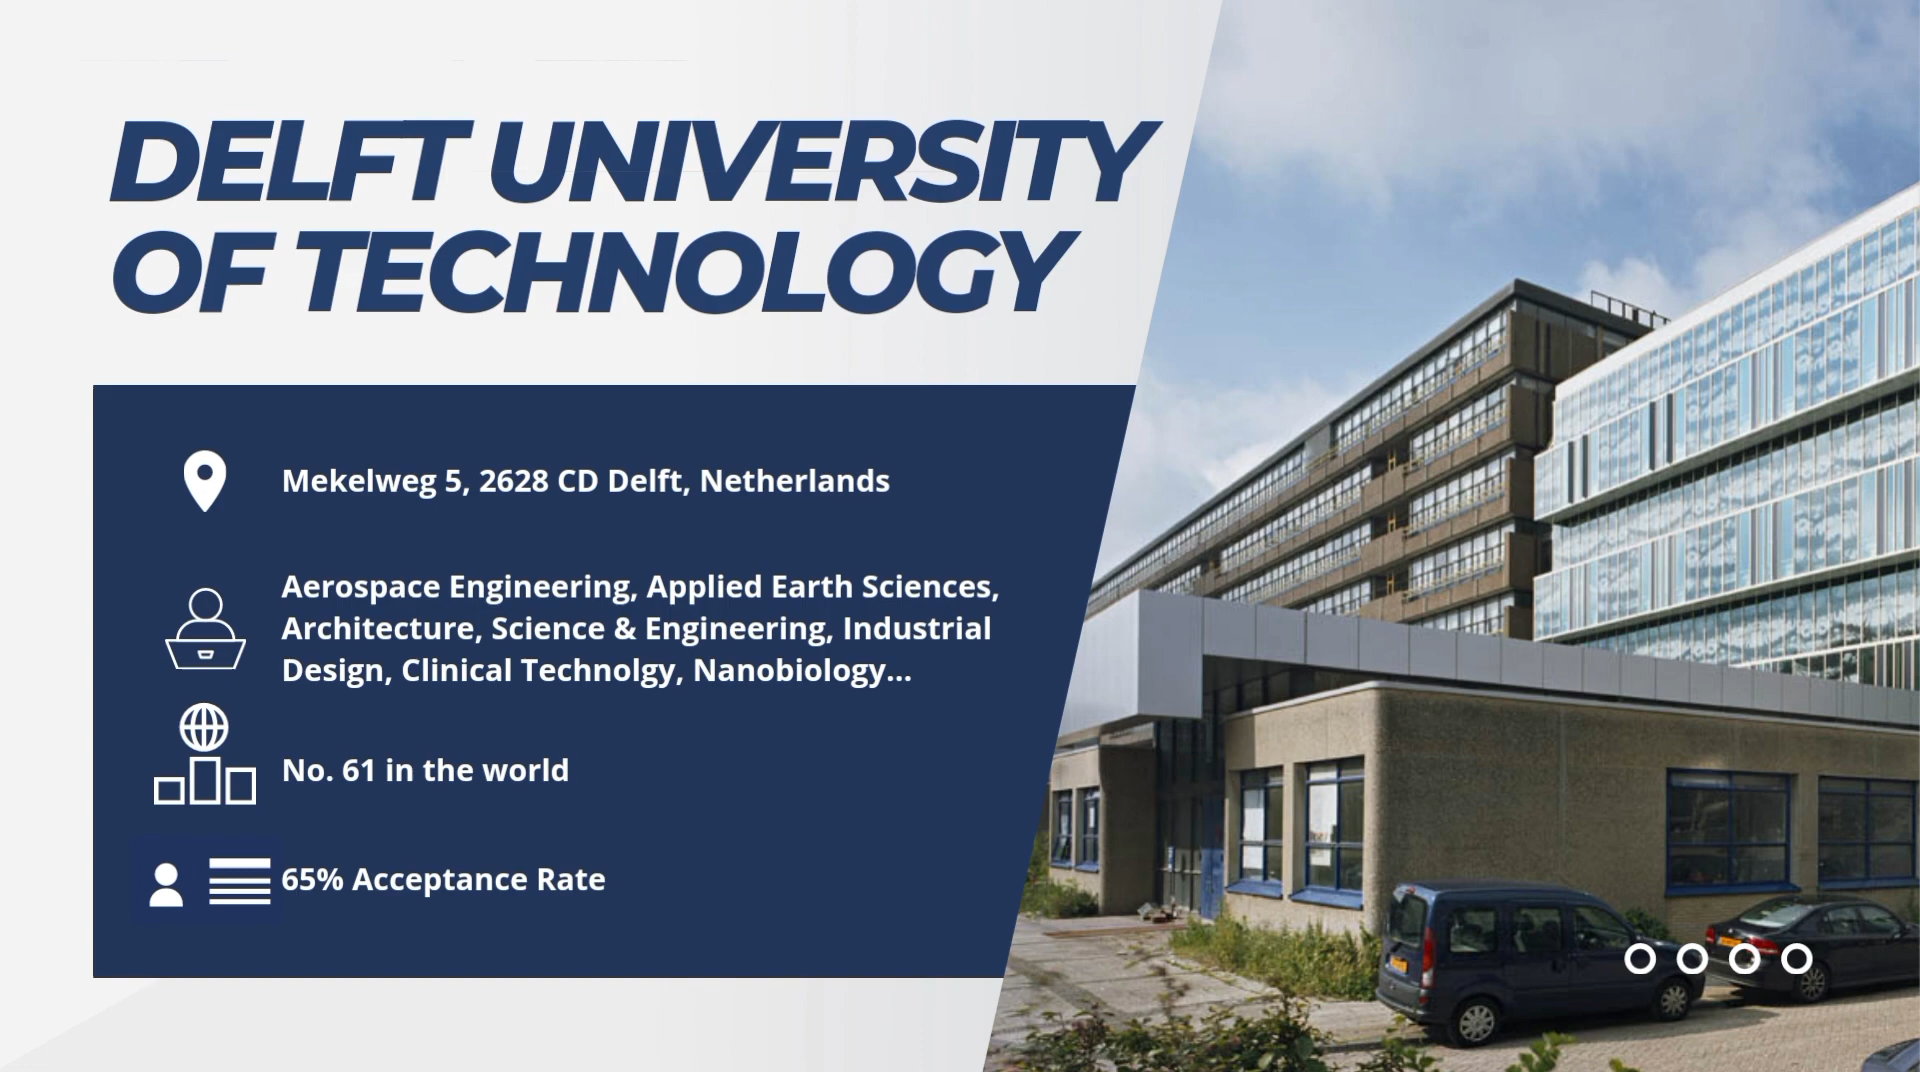 DELFT UNIVERSITY
OF TECHNOLOGY
Mekelweg 5, 2628 CD Delft, Netherlands
Aerospace Engineering, Applied Earth Sciences,
Architecture, Science & Engineering, Industrial
Design, Clinical Technolgy, Nanobiology...
No. 61 in the world
65% Acceptance Rate